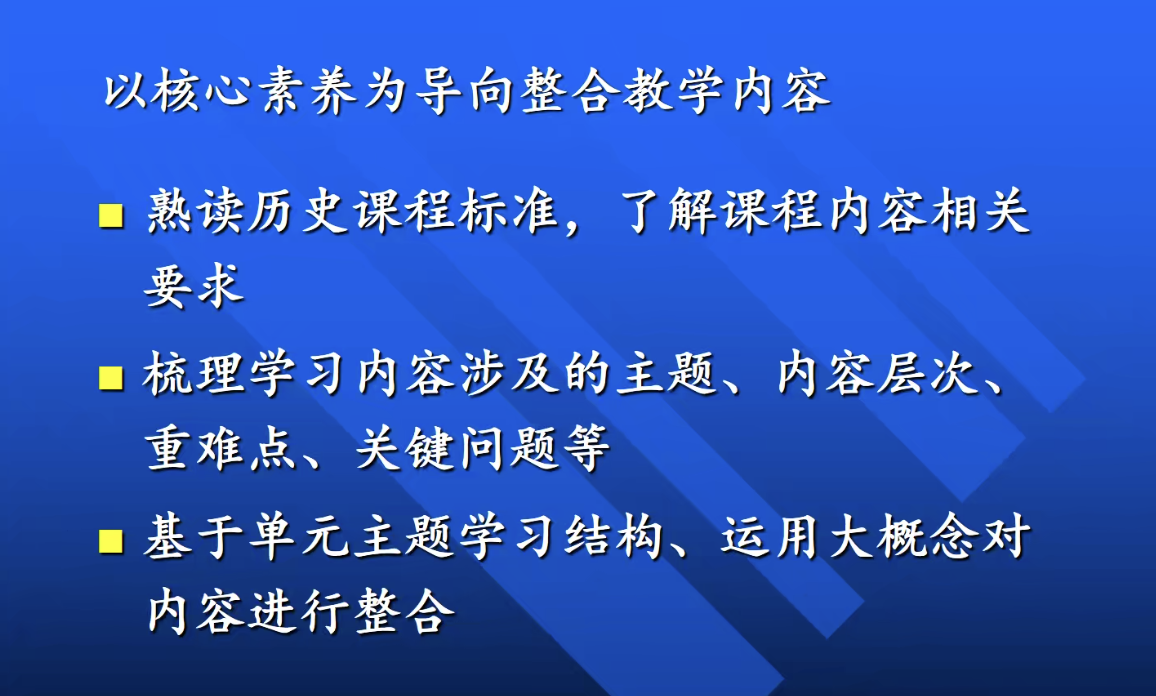 以核心素养为导向整合教学内容
熟读历史课程标准，了解课程内容相关
要求
梳理学习内容涉及的主题、内容层次、
重难点、关键问题等
基于单元主题学习结构、运用大概念对
内容进行整合